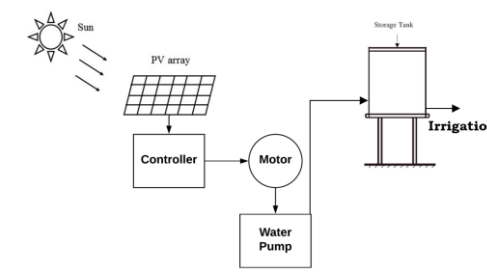 Sun
Storage Tank
PV array
Irrigatio
Controller
Motor
Water
Pump